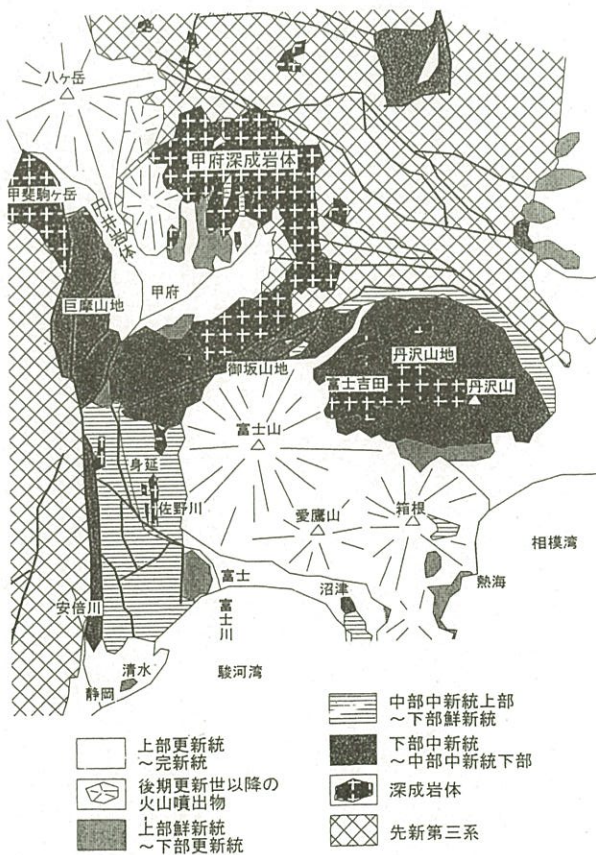 八ヶ岳
甲府深成岩体
甲斐駒ヶ岳
甲府
巨摩山地
御坂山地
丹沢山地
富士吉田
丹沢山
富士山
身延
佐野川
愛鷹山
箱根
相模湾
熱海
富士
沼津
安倍川
富士川
清水
静岡
駿河湾
上部更新統
～完新統
後期更新世以降の
火山噴出物
上部鮮新統
～下部更新統
中部中新統上部
～下部鮮新統
下部中新統
～中部中新統下部
深成岩体
先新第三系